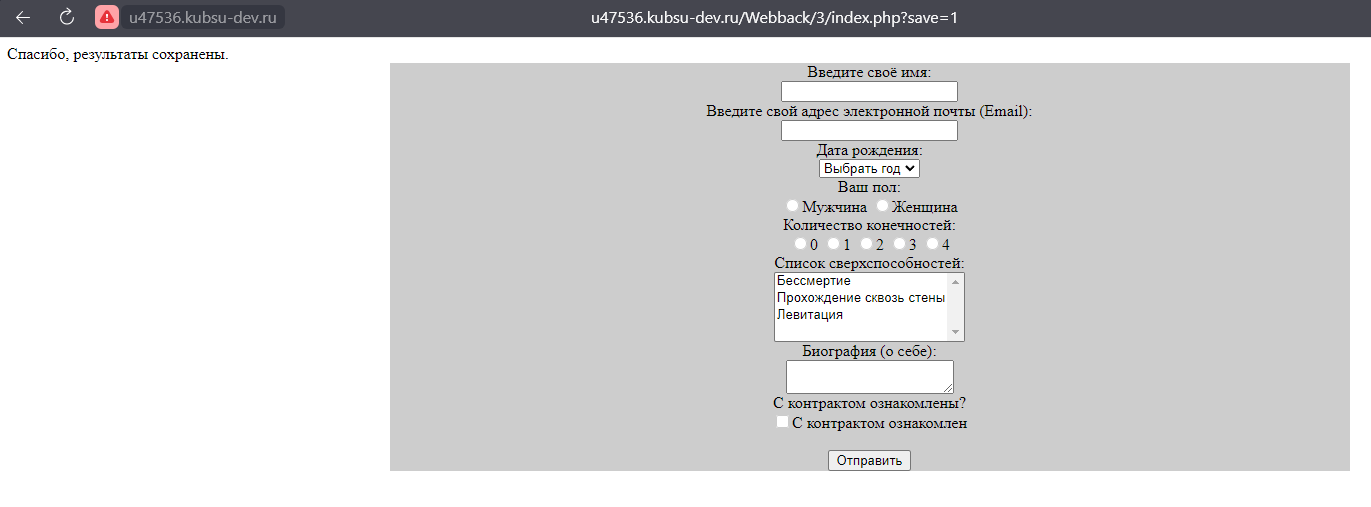 u47536.kubsu-dev.ru
u47536.kubsu-dev.ru/Webback/3/index.php?save=1
Спасибо, результаты сохранены.
Введите своё имя:
Введите свой адрес электронной почты (Email):
Дата рождения:
Выбрать год
Ваш пол:
Мужчина Женщина
Количество конечностей:
0 1 2 3 4
Список сверхспособностей:
Бессмертие
Прохождение сквозь стены
Левитация
Биография (о себе):
С контрактом ознакомлены?
С контрактом ознакомлен
Отправить